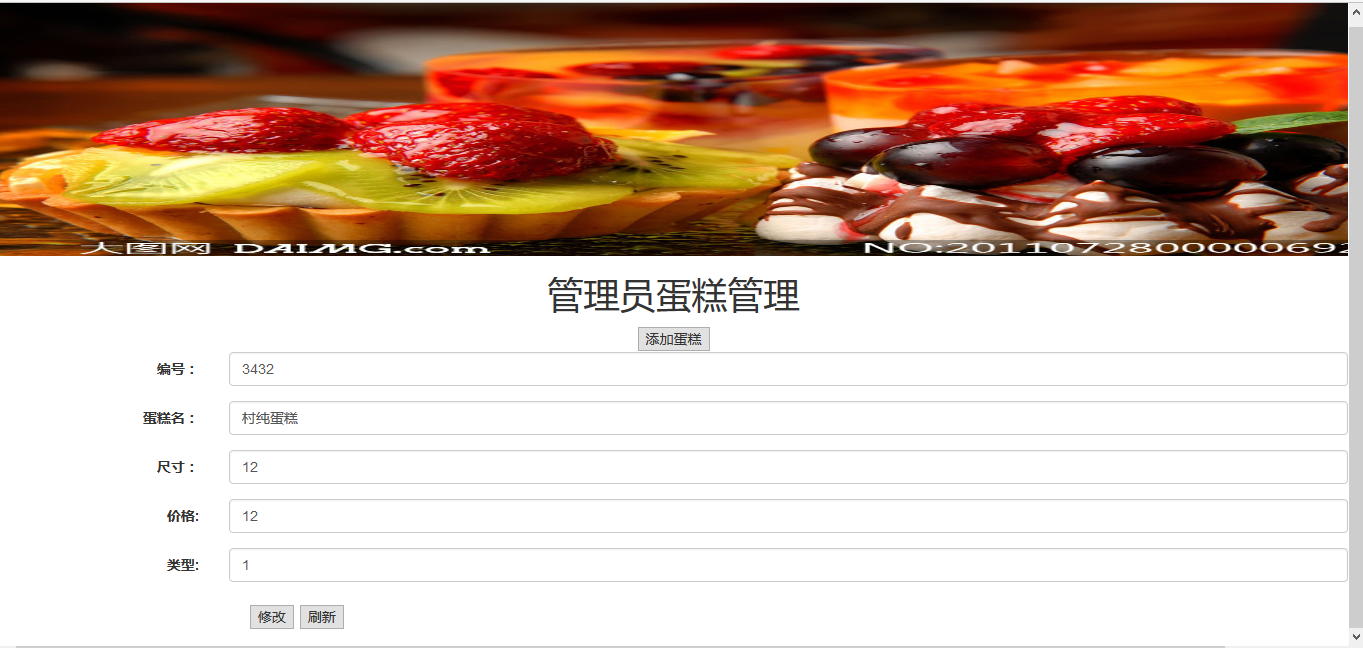 大图网 DAIMG.com NO:20110728000000692
管理员蛋糕管理
添加蛋糕
编号： 3432
蛋糕名： 村纯蛋糕
尺寸： 12
价格: 12
类型: 1
修改 刷新